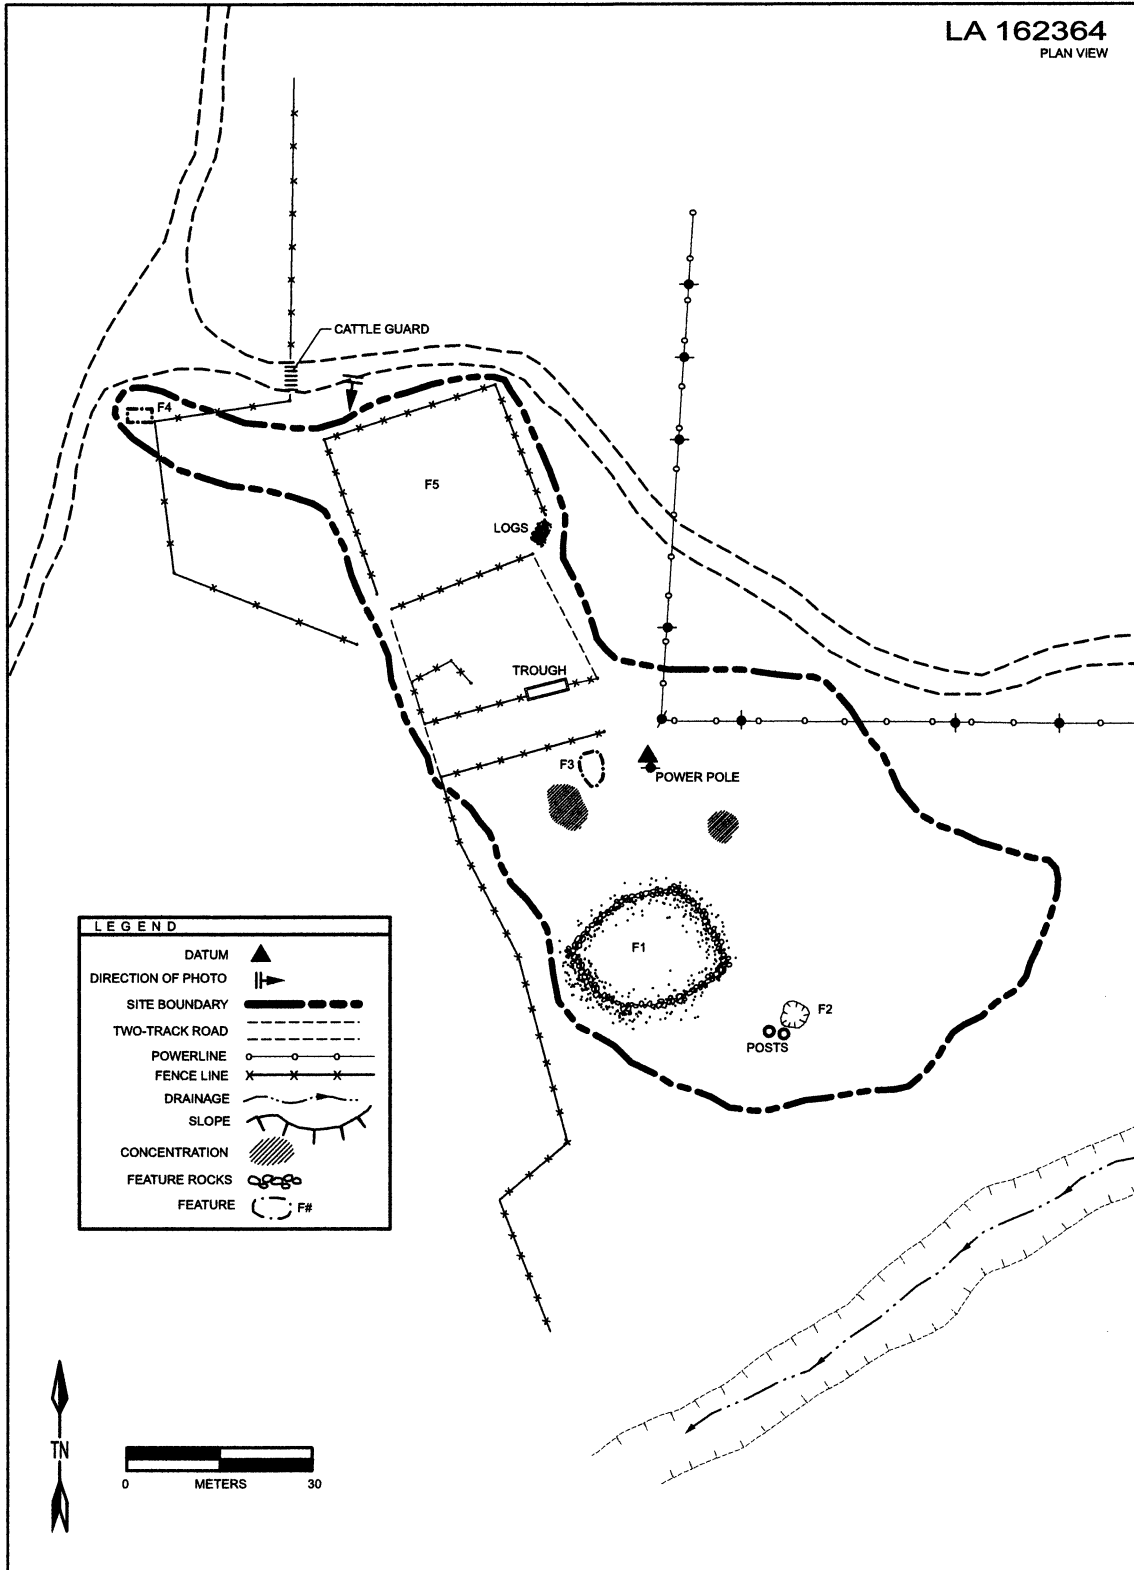 LA 162364
PLAN VIEW
CATTLE GUARD
F4
F5
LOGS
TROUGH
F3
POWER POLE
F1
F2
POSTS
LEGEND
DATUM
DIRECTION OF PHOTO
SITE BOUNDARY
TWO-TRACK ROAD
POWERLINE
FENCE LINE
DRAINAGE
SLOPE
CONCENTRATION
FEATURE ROCKS
FEATURE F#
TN
0 METERS 30